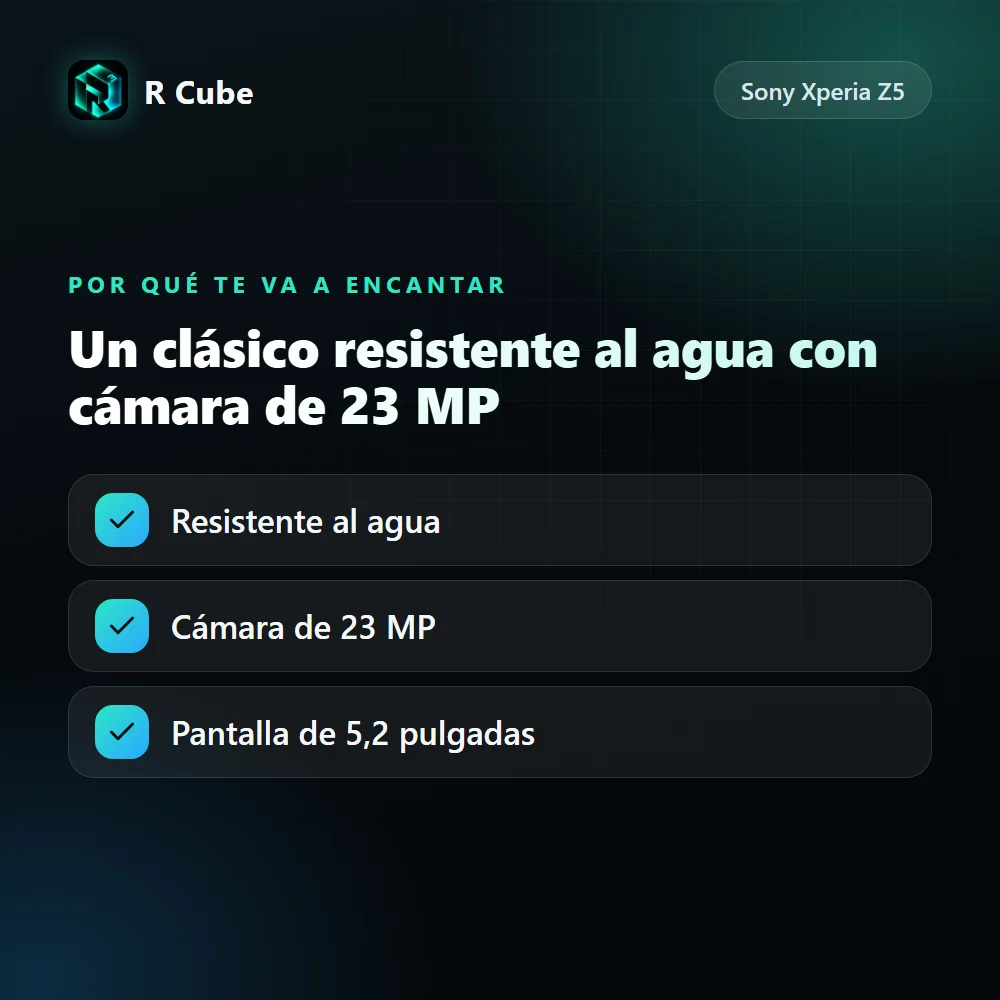 R Cube
Sony Xperia Z5
POR QUÉ TE VA A ENCANTAR
Un clásico resistente al agua con
cámara de 23 MP
Resistente al agua
Cámara de 23 MP
Pantalla de 5,2 pulgadas